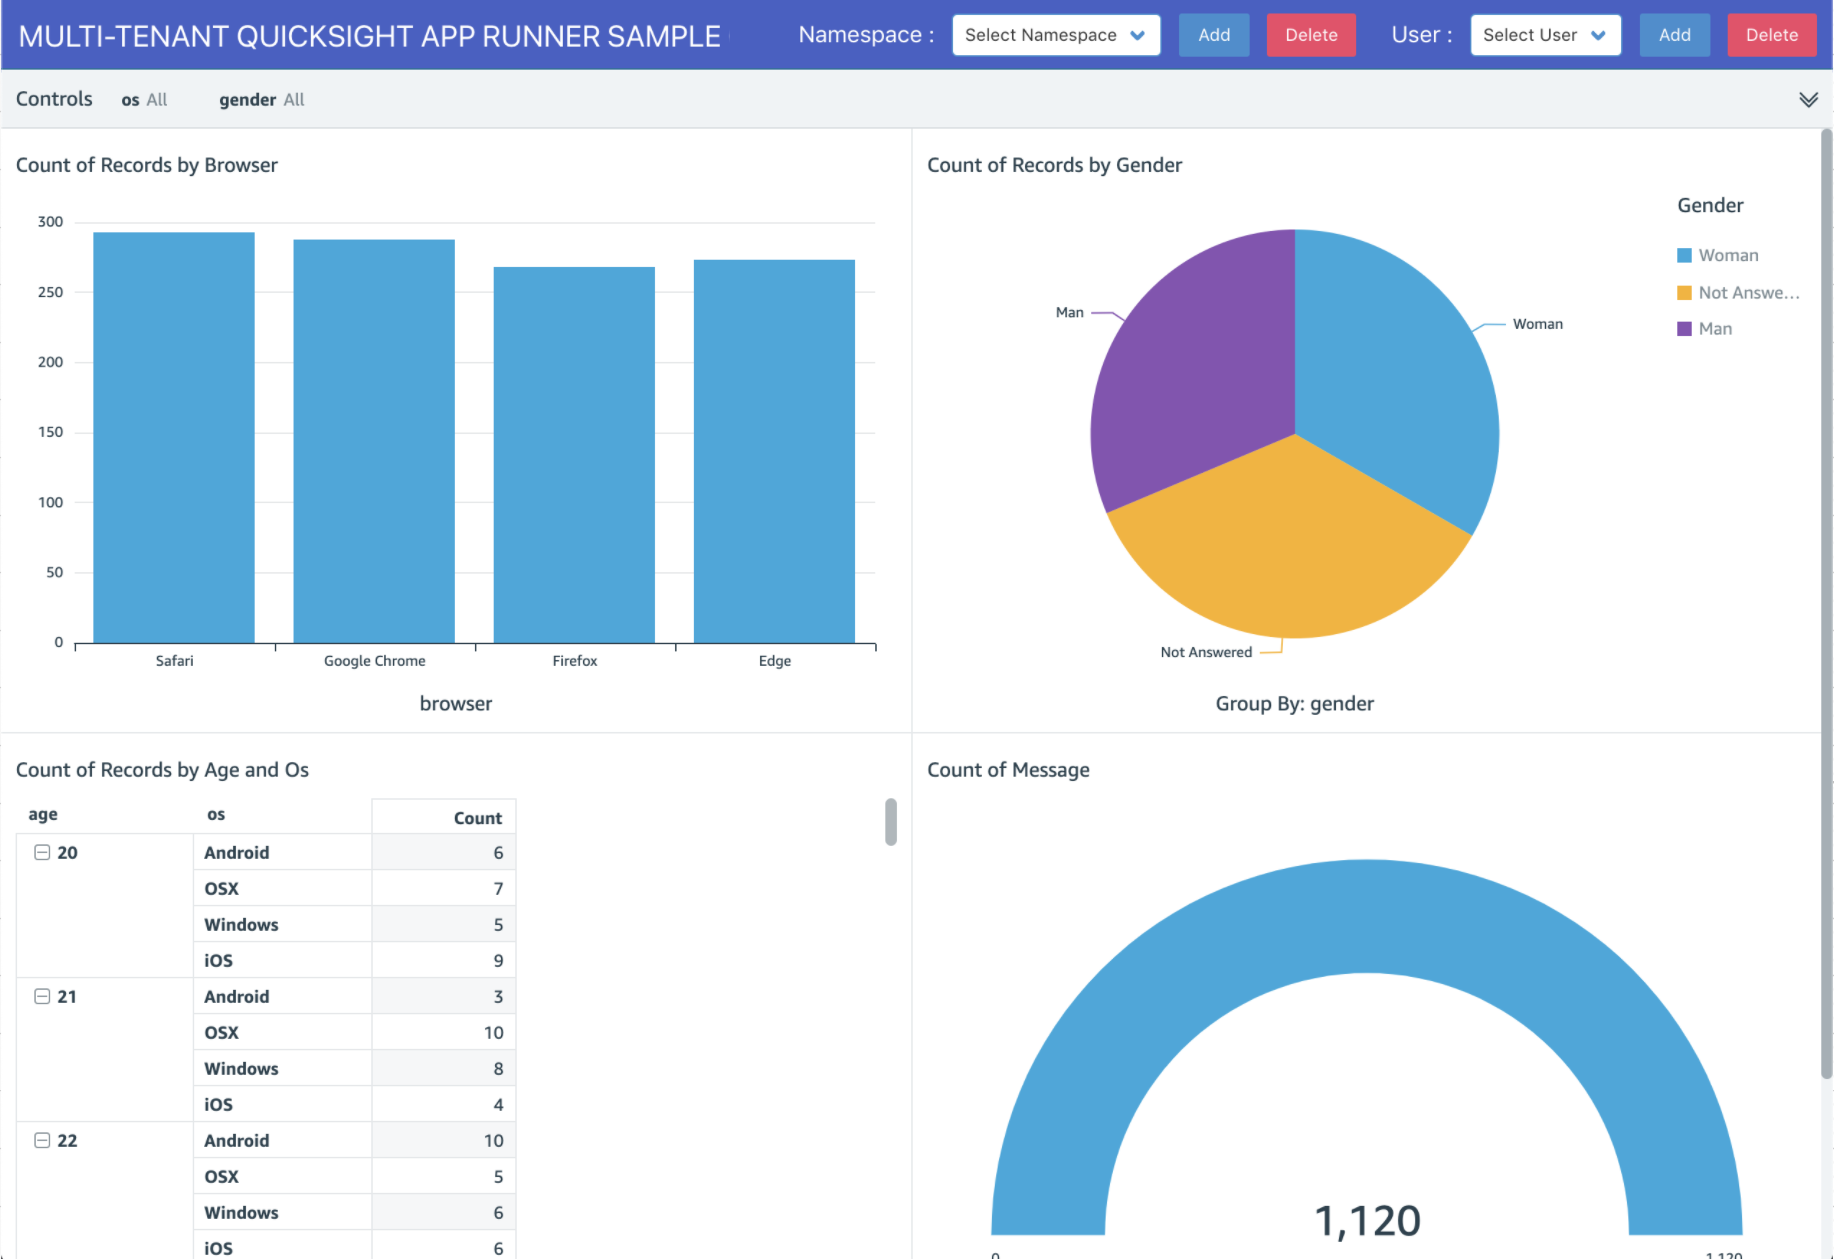 MULTI-TENANT QUICKSIGHT APP RUNNER SAMPLE
Namespace : Select Namespace Add Delete User : Select User Add Delete
Controls os All gender All
Count of Records by Browser
300
250
200
150
100
50
0
Safari Google Chrome Firefox Edge
browser
Count of Records by Gender
Gender
Woman
Not Answe...
Man
Man
Woman
Not Answered
Group By: gender
Count of Records by Age and Os
age os Count
20 Android 6
OSX 7
Windows 5
iOS 9
21 Android 3
OSX 10
Windows 8
iOS 4
22 Android 10
OSX 5
Windows 6
iOS 6
Count of Message
1,120
0 1,120